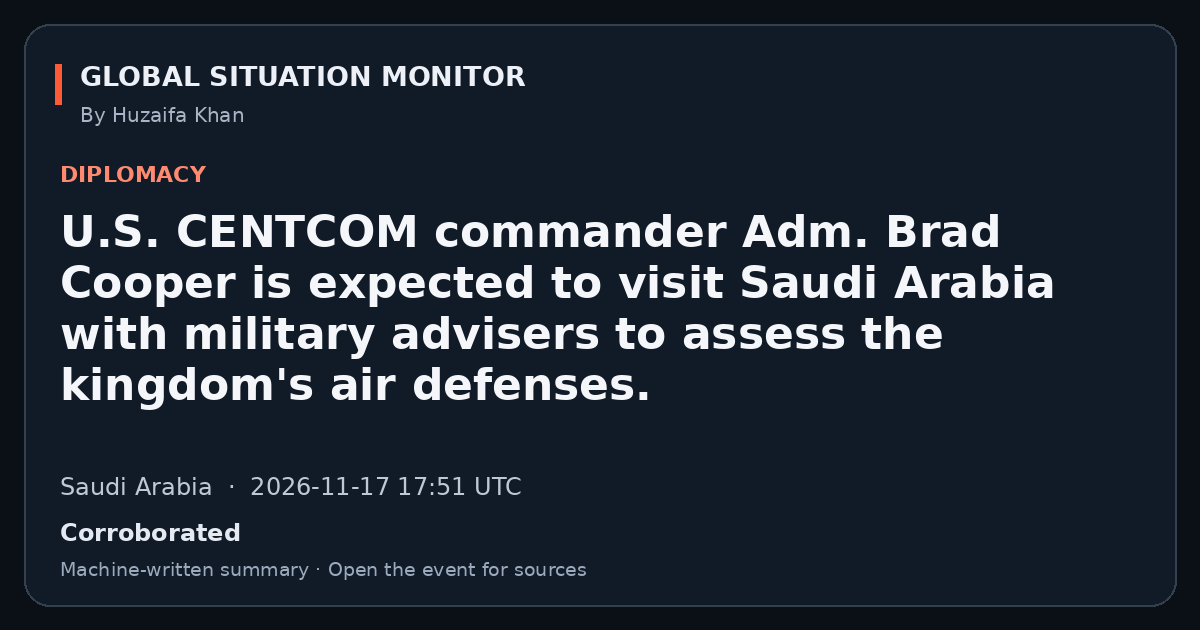 GLOBAL SITUATION MONITOR
By Huzaifa Khan
DIPLOMACY
U.S. CENTCOM commander Adm. Brad
Cooper is expected to visit Saudi Arabia
with military advisers to assess the
kingdom's air defenses.
Saudi Arabia · 2026-11-17 17:51 UTC
Corroborated
Machine-written summary · Open the event for sources